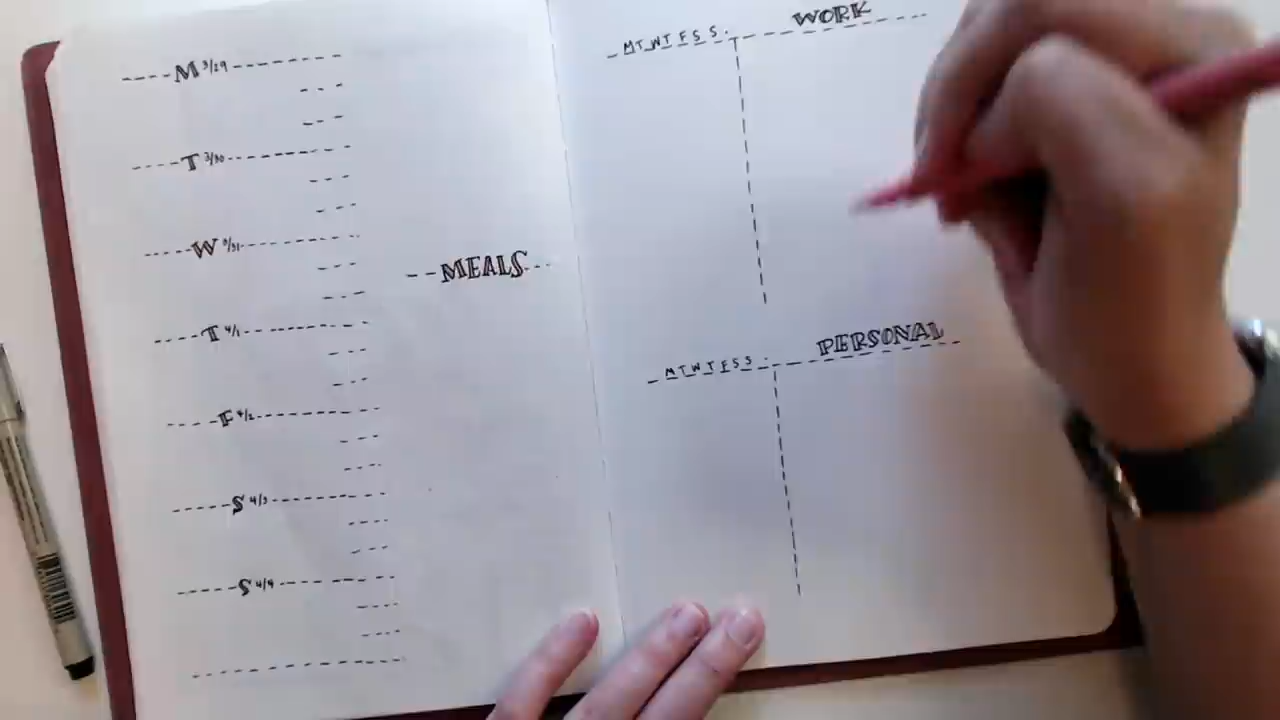 M 3/29
T 3/30
W 3/31
T 4/1
F 4/2
S 4/3
S 4/4
MEALS
WORK
M T W T F S S
PERSONAL
M T W T F S S